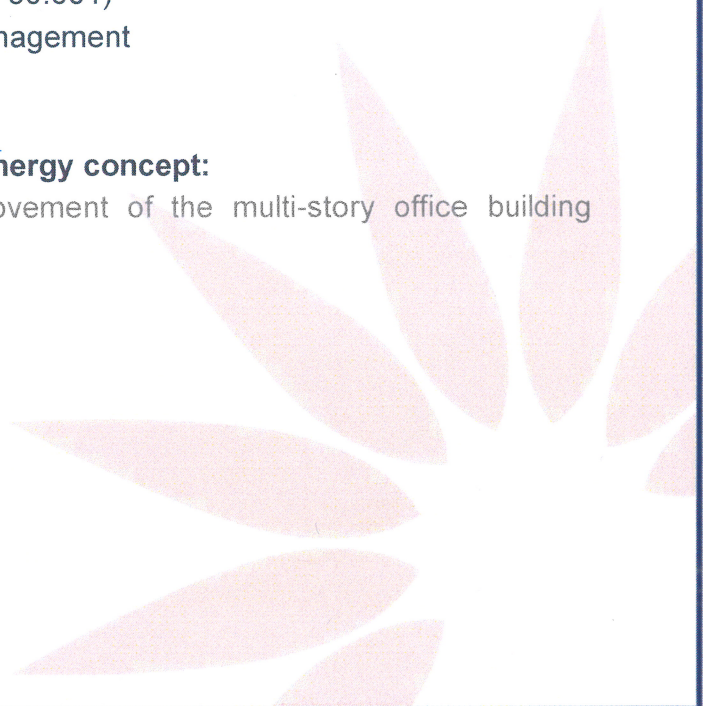 nagement
nergy concept:
ovement of the multi-story office building